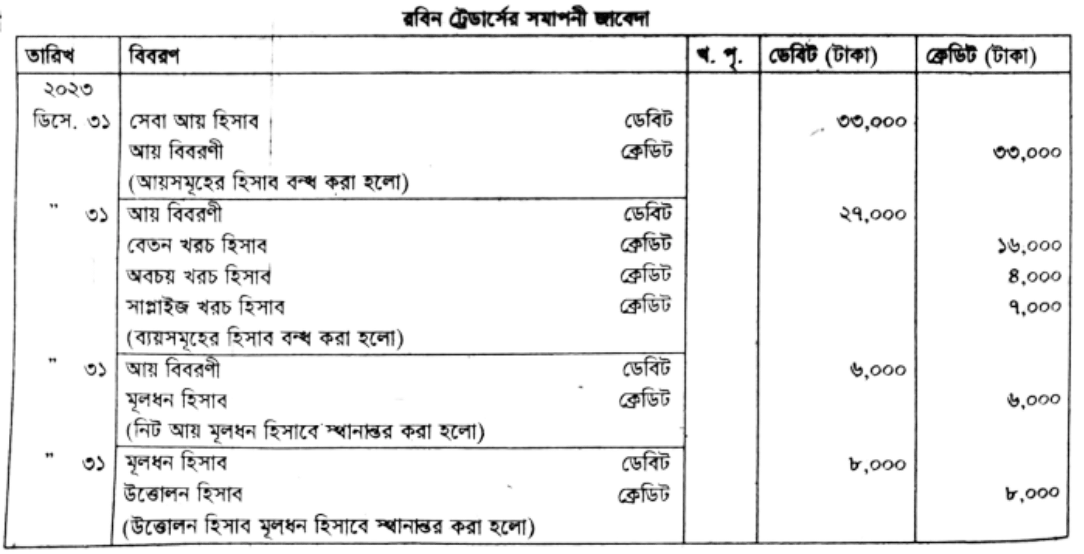 রবিন ট্রেডার্সের সমাপনী জাবেদা
তারিখ বিবরণ খ. পৃ. ডেবিট (টাকা) ক্রেডিট (টাকা)
২০২৩
ডিসে. ৩১ সেবা আয় হিসাব ডেবিট ৩৩,০০০
আয় বিবরণী ক্রেডিট ৩৩,০০০
(আয়সমূহের হিসাব বন্ধ করা হলো)
" ৩১ আয় বিবরণী ডেবিট ২৭,০০০
বেতন খরচ হিসাব ক্রেডিট ১৬,০০০
অবচয় খরচ হিসাব ক্রেডিট ৪,০০০
সাপ্লাইজ খরচ হিসাব ক্রেডিট ৭,০০০
(ব্যয়সমূহের হিসাব বন্ধ করা হলো)
" ৩১ আয় বিবরণী ডেবিট ৬,০০০
মূলধন হিসাব ক্রেডিট ৬,০০০
(নিট আয় মূলধন হিসাবে স্থানান্তর করা হলো)
" ৩১ মূলধন হিসাব ডেবিট ৮,০০০
উত্তোলন হিসাব ক্রেডিট ৮,০০০
(উত্তোলন হিসাব মূলধন হিসাবে স্থানান্তর করা হলো)